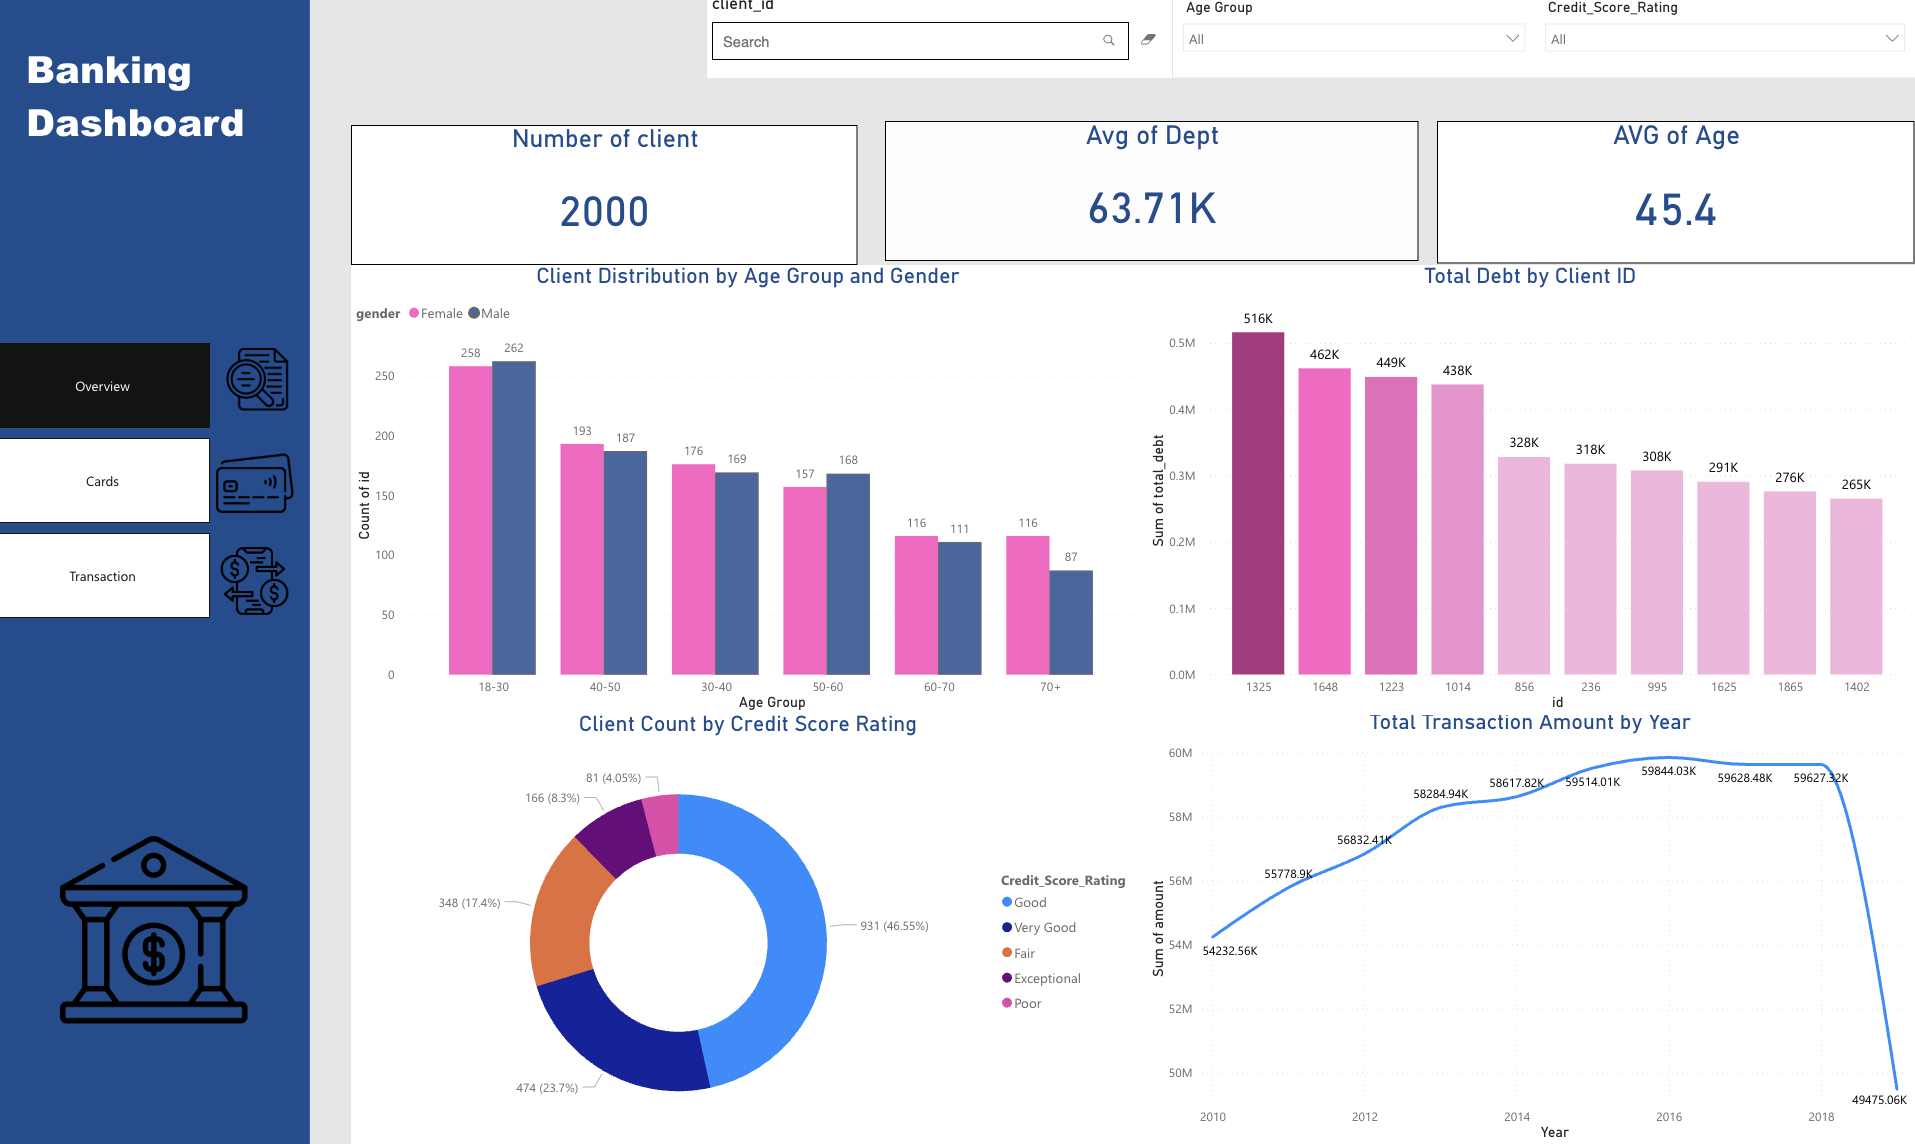 Banking
Dashboard
Overview
Cards
Transaction
client_id
Search
Age Group
All
Credit_Score_Rating
All
Number of client
2000
Avg of Dept
63.71K
AVG of Age
45.4
Client Distribution by Age Group and Gender
gender Female Male
Count of id
250
200
150
100
50
0
258 262
193 187
176 169
157 168
116 111
116 87
18-30 40-50 30-40 50-60 60-70 70+
Age Group
Total Debt by Client ID
Sum of total_debt
0.5M
0.4M
0.3M
0.2M
0.1M
0.0M
516K 462K 449K 438K 328K 318K 308K 291K 276K 265K
1325 1648 1223 1014 856 236 995 1625 1865 1402
id
Client Count by Credit Score Rating
81 (4.05%)
166 (8.3%)
348 (17.4%)
931 (46.55%)
474 (23.7%)
Credit_Score_Rating
Good
Very Good
Fair
Exceptional
Poor
Total Transaction Amount by Year
Sum of amount
60M
58M
56M
54M
52M
50M
54232.56K
55778.9K
56832.41K
58284.94K
58617.82K
59514.01K
59844.03K
59628.48K
59627.32K
49475.06K
2010 2012 2014 2016 2018
Year